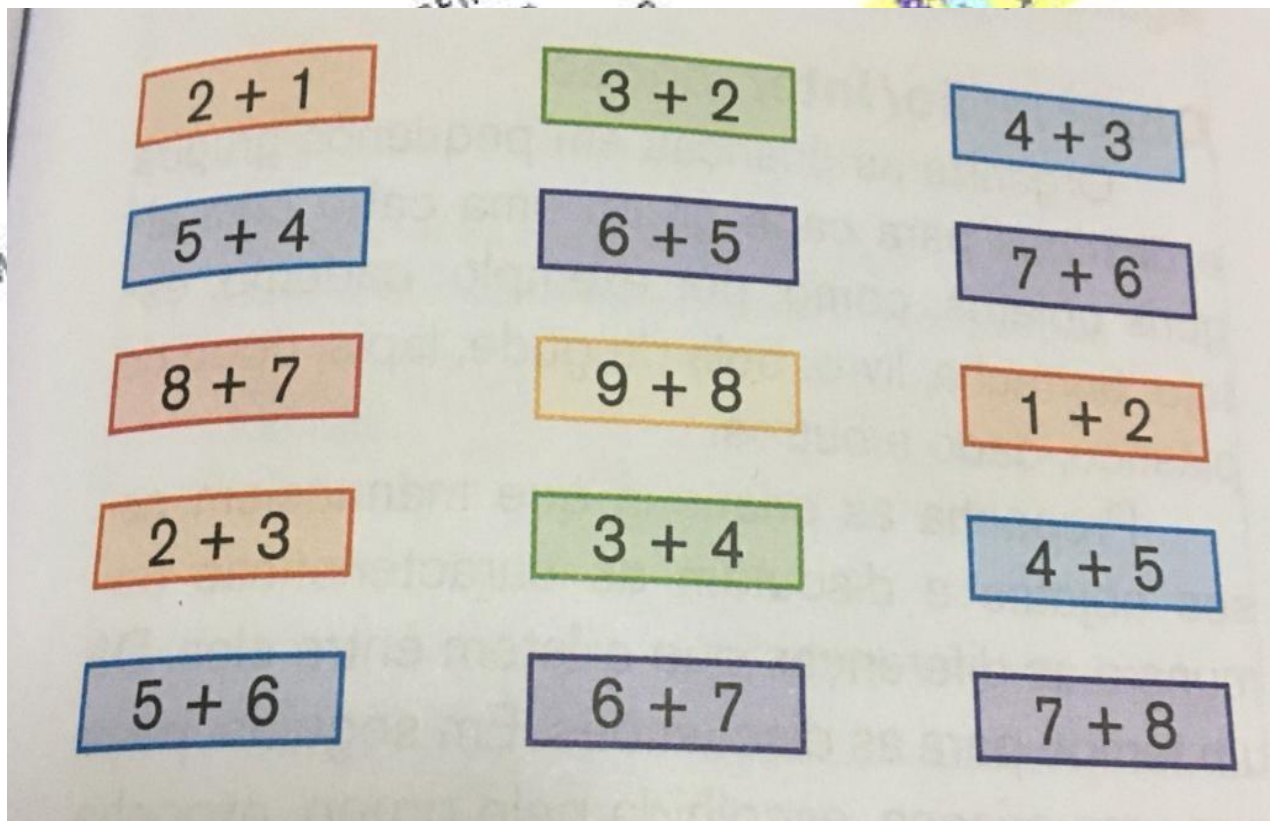 2 + 1 3 + 2 4 + 3
5 + 4 6 + 5 7 + 6
8 + 7 9 + 8 1 + 2
2 + 3 3 + 4 4 + 5
5 + 6 6 + 7 7 + 8